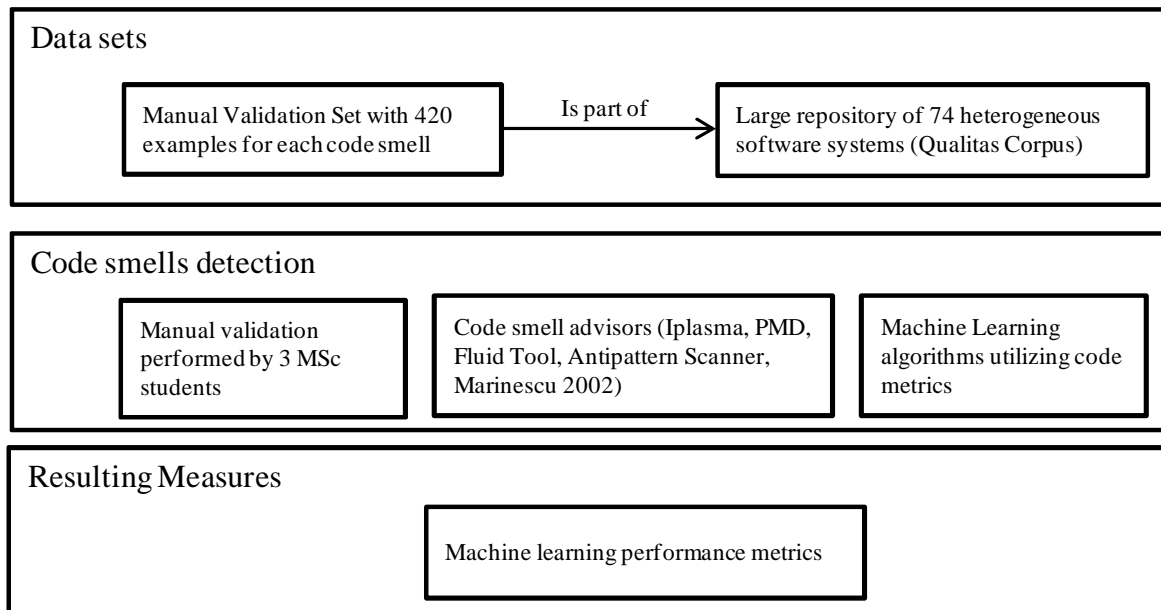 Data sets
Manual Validation Set with 420
examples for each code smell
Is part of
Large repository of 74 heterogeneous
software systems (Qualitas Corpus)
Code smells detection
Manual validation
performed by 3 MSc
students
Code smell advisors (Iplasma, PMD,
Fluid Tool, Antipattern Scanner,
Marinescu 2002)
Machine Learning
algorithms utilizing code
metrics
Resulting Measures
Machine learning performance metrics